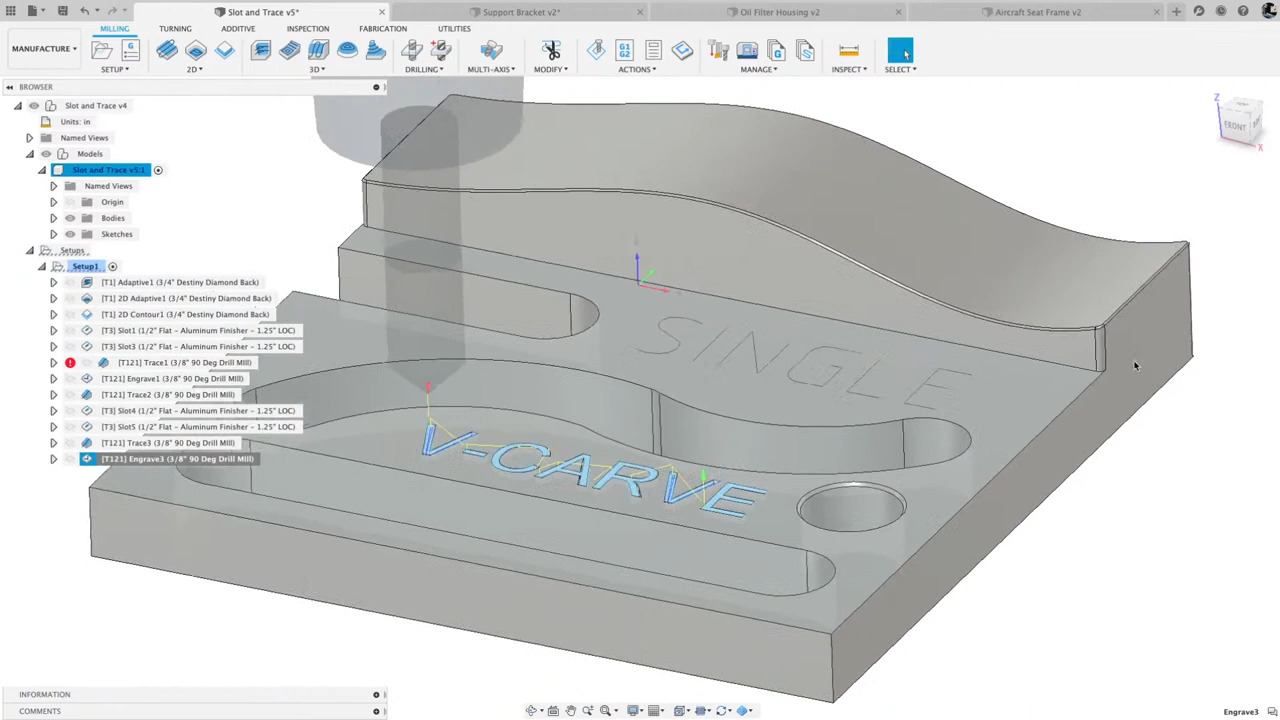 Slot and Trace v5*
Support Bracket v2*
Oil Filter Housing v2
Aircraft Seat Frame v2
MANUFACTURE
MILLING
TURNING
ADDITIVE
INSPECTION
FABRICATION
UTILITIES
SETUP
2D
3D
DRILLING
MULTI-AXIS
MODIFY
G1
G2
ACTIONS
MANAGE
INSPECT
SELECT
BROWSER
Slot and Trace v4
Units: in
Named Views
Models
Slot and Trace v5:1
Named Views
Origin
Bodies
Sketches
Setups
Setup1
[T1] Adaptive1 (3/4" Destiny Diamond Back)
[T1] 2D Adaptive1 (3/4" Destiny Diamond Back)
[T1] 2D Contour1 (3/4" Destiny Diamond Back)
[T3] Slot1 (1/2" Flat - Aluminum Finisher - 1.25" LOC)
[T3] Slot3 (1/2" Flat - Aluminum Finisher - 1.25" LOC)
[T121] Trace1 (3/8" 90 Deg Drill Mill)
[T121] Engrave1 (3/8" 90 Deg Drill Mill)
[T121] Trace2 (3/8" 90 Deg Drill Mill)
[T3] Slot4 (1/2" Flat - Aluminum Finisher - 1.25" LOC)
[T3] Slot5 (1/2" Flat - Aluminum Finisher - 1.25" LOC)
[T121] Trace3 (3/8" 90 Deg Drill Mill)
[T121] Engrave3 (3/8" 90 Deg Drill Mill)
SINGLE
V-CARVE
Z
FRONT
X
INFORMATION
COMMENTS
Engrave3